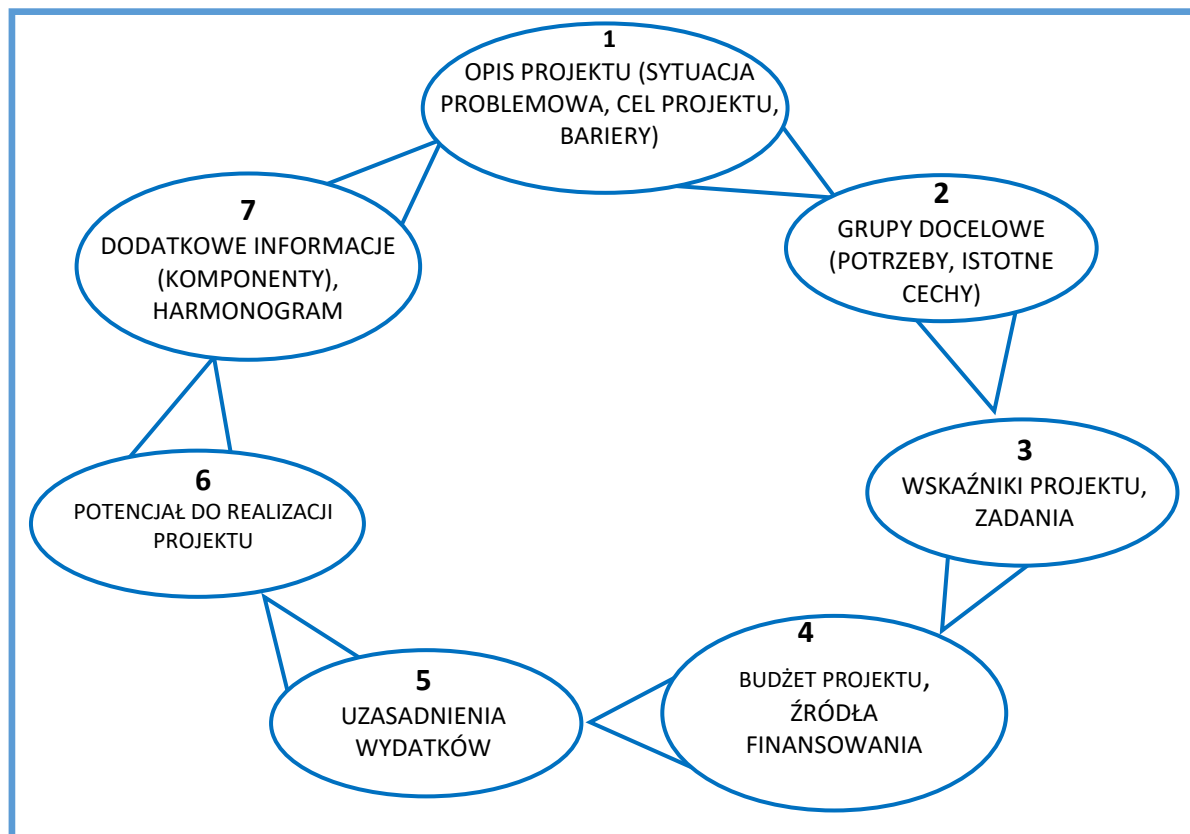 1
OPIS PROJEKTU (SYTUACJA
PROBLEMOWA, CEL PROJEKTU,
BARIERY)
2
GRUPY DOCELOWE
(POTRZEBY, ISTOTNE
CECHY)
3
WSKAŹNIKI PROJEKTU,
ZADANIA
4
BUDŻET PROJEKTU,
ŹRÓDŁA
FINANSOWANIA
5
UZASADNIENIA
WYDATKÓW
6
POTENCJAŁ DO REALIZACJI
PROJEKTU
7
DODATKOWE INFORMACJE
(KOMPONENTY),
HARMONOGRAM